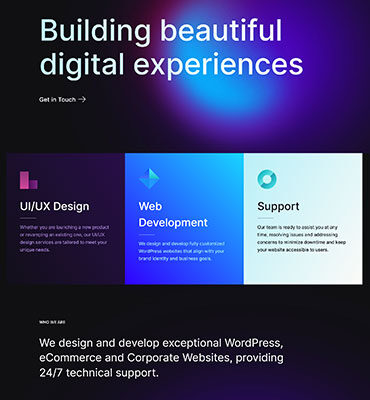 Building beautiful
digital experiences
Get in Touch
UI/UX Design
Whether you are launching a new product
or revamping an existing one, our UI/UX
design services are tailored to meet your
unique needs.
Web
Development
We design and develop fully-customized
WordPress websites that align with your
brand identity and business goals.
Support
Our team is ready to assist you at any
time, resolving issues and addressing
concerns to minimize downtime and keep
your website accessible to users.
WHO WE ARE
We design and develop exceptional WordPress,
eCommerce and Corporate Websites, providing
24/7 technical support.